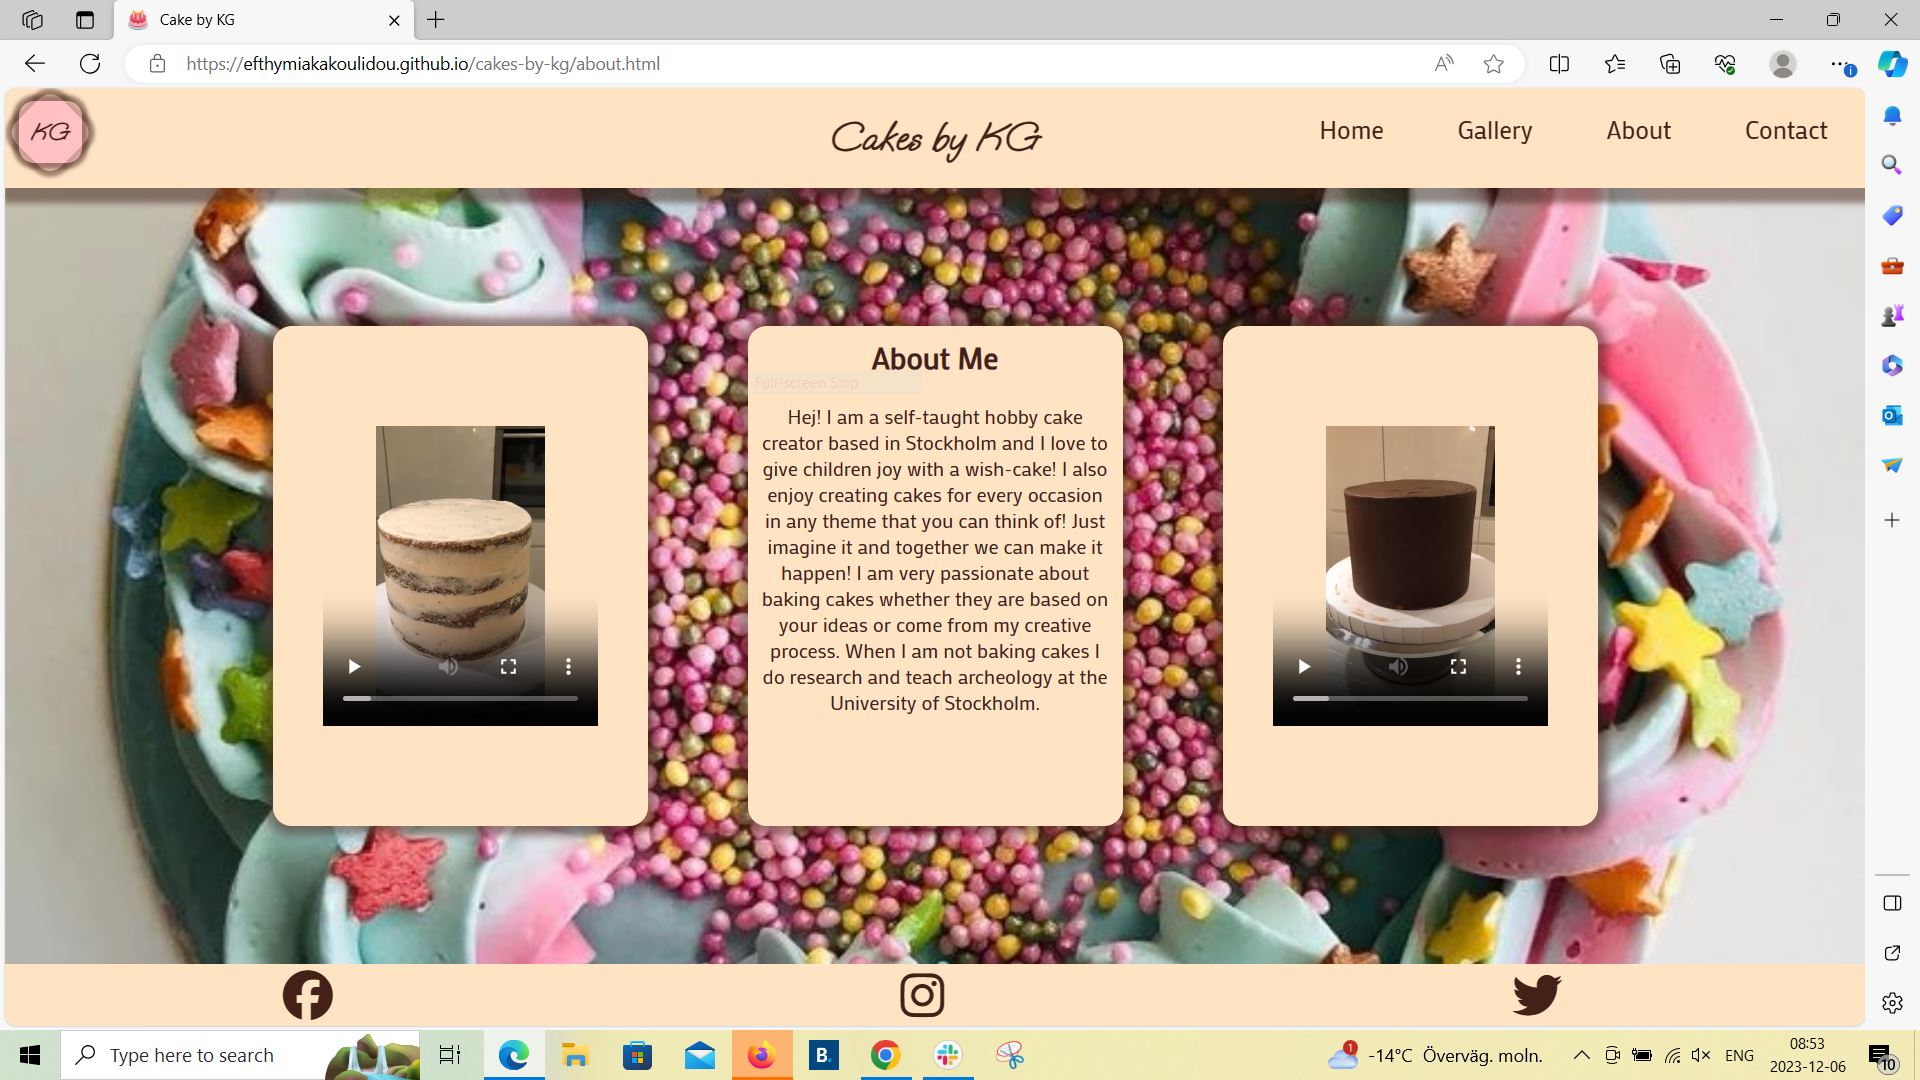 Cake by KG
https://efthymiakakoulidou.github.io/cakes-by-kg/about.html
KG
Cakes by KG
Home
Gallery
About
Contact
About Me
Full-screen Snip
Hej! I am a self-taught hobby cake
creator based in Stockholm and I love to
give children joy with a wish-cake! I also
enjoy creating cakes for every occasion
in any theme that you can think of! Just
imagine it and together we can make it
happen! I am very passionate about
baking cakes whether they are based on
your ideas or come from my creative
process. When I am not baking cakes I
do research and teach archeology at the
University of Stockholm.
Type here to search
B.
1
-14°C Överväg. moln.
ENG
08:53
2023-12-06
10